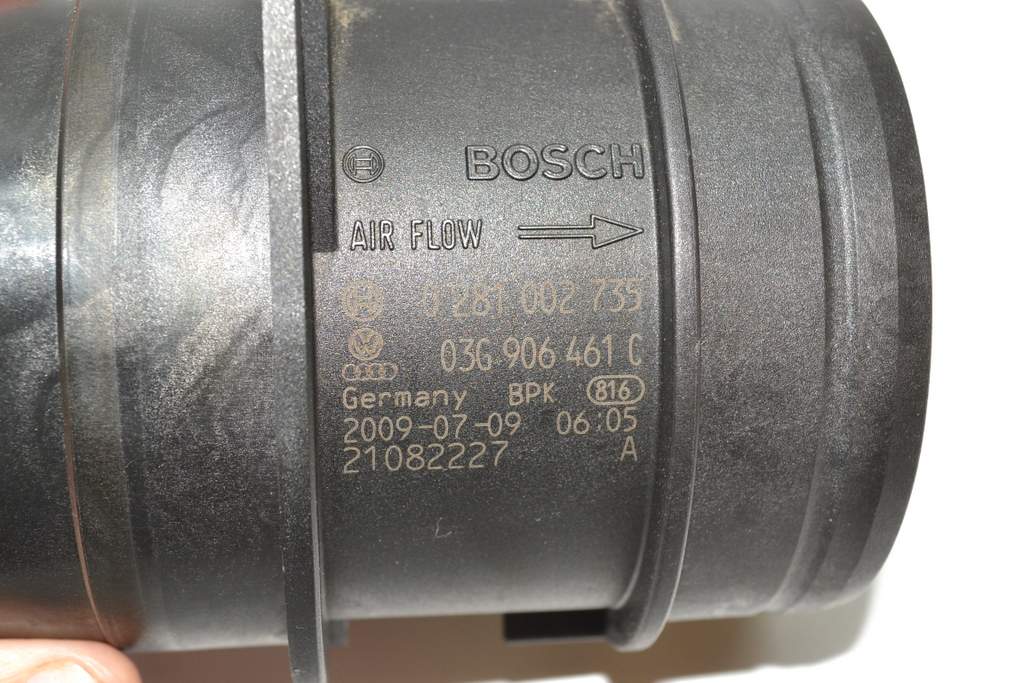 BOSCH
AIR FLOW
0 281 002 735
03G 906 461 C
Germany BPK 816
2009-07-09 06:05
21082227 A